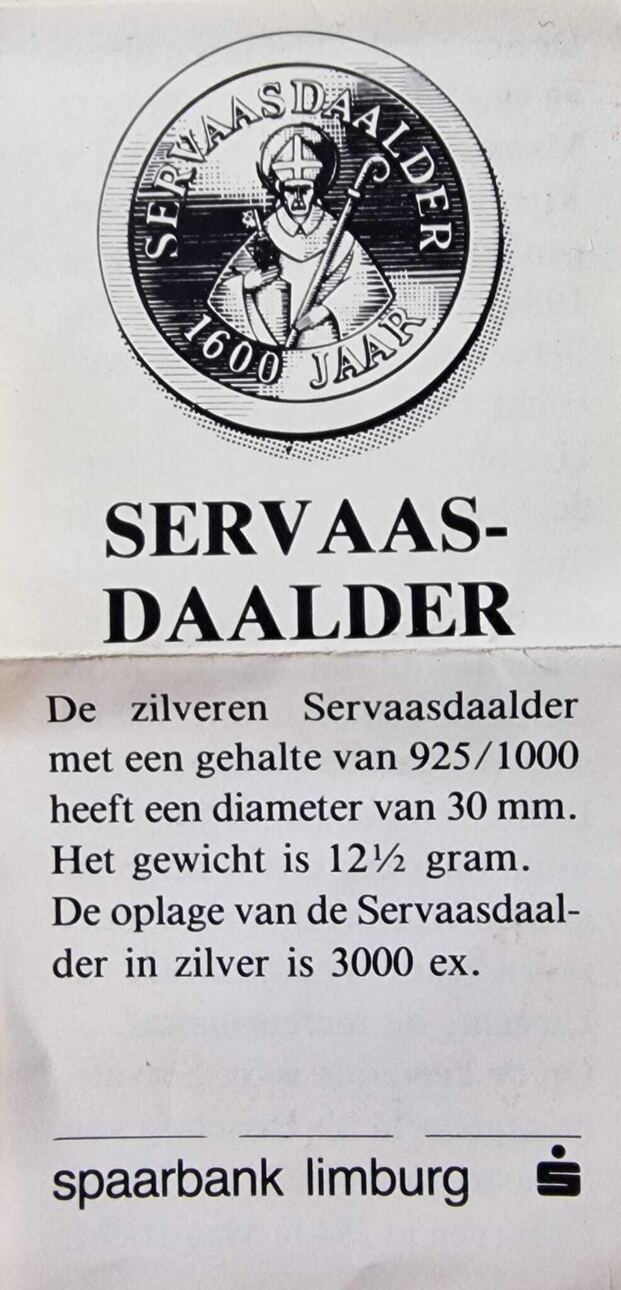 SERVAASDAALDER
1600 JAAR
SERVAAS-
DAALDER
De zilveren Servaasdaalder
met een gehalte van 925/1000
heeft een diameter van 30 mm.
Het gewicht is 12½ gram.
De oplage van de Servaasdaal-
der in zilver is 3000 ex.
spaarbank limburg